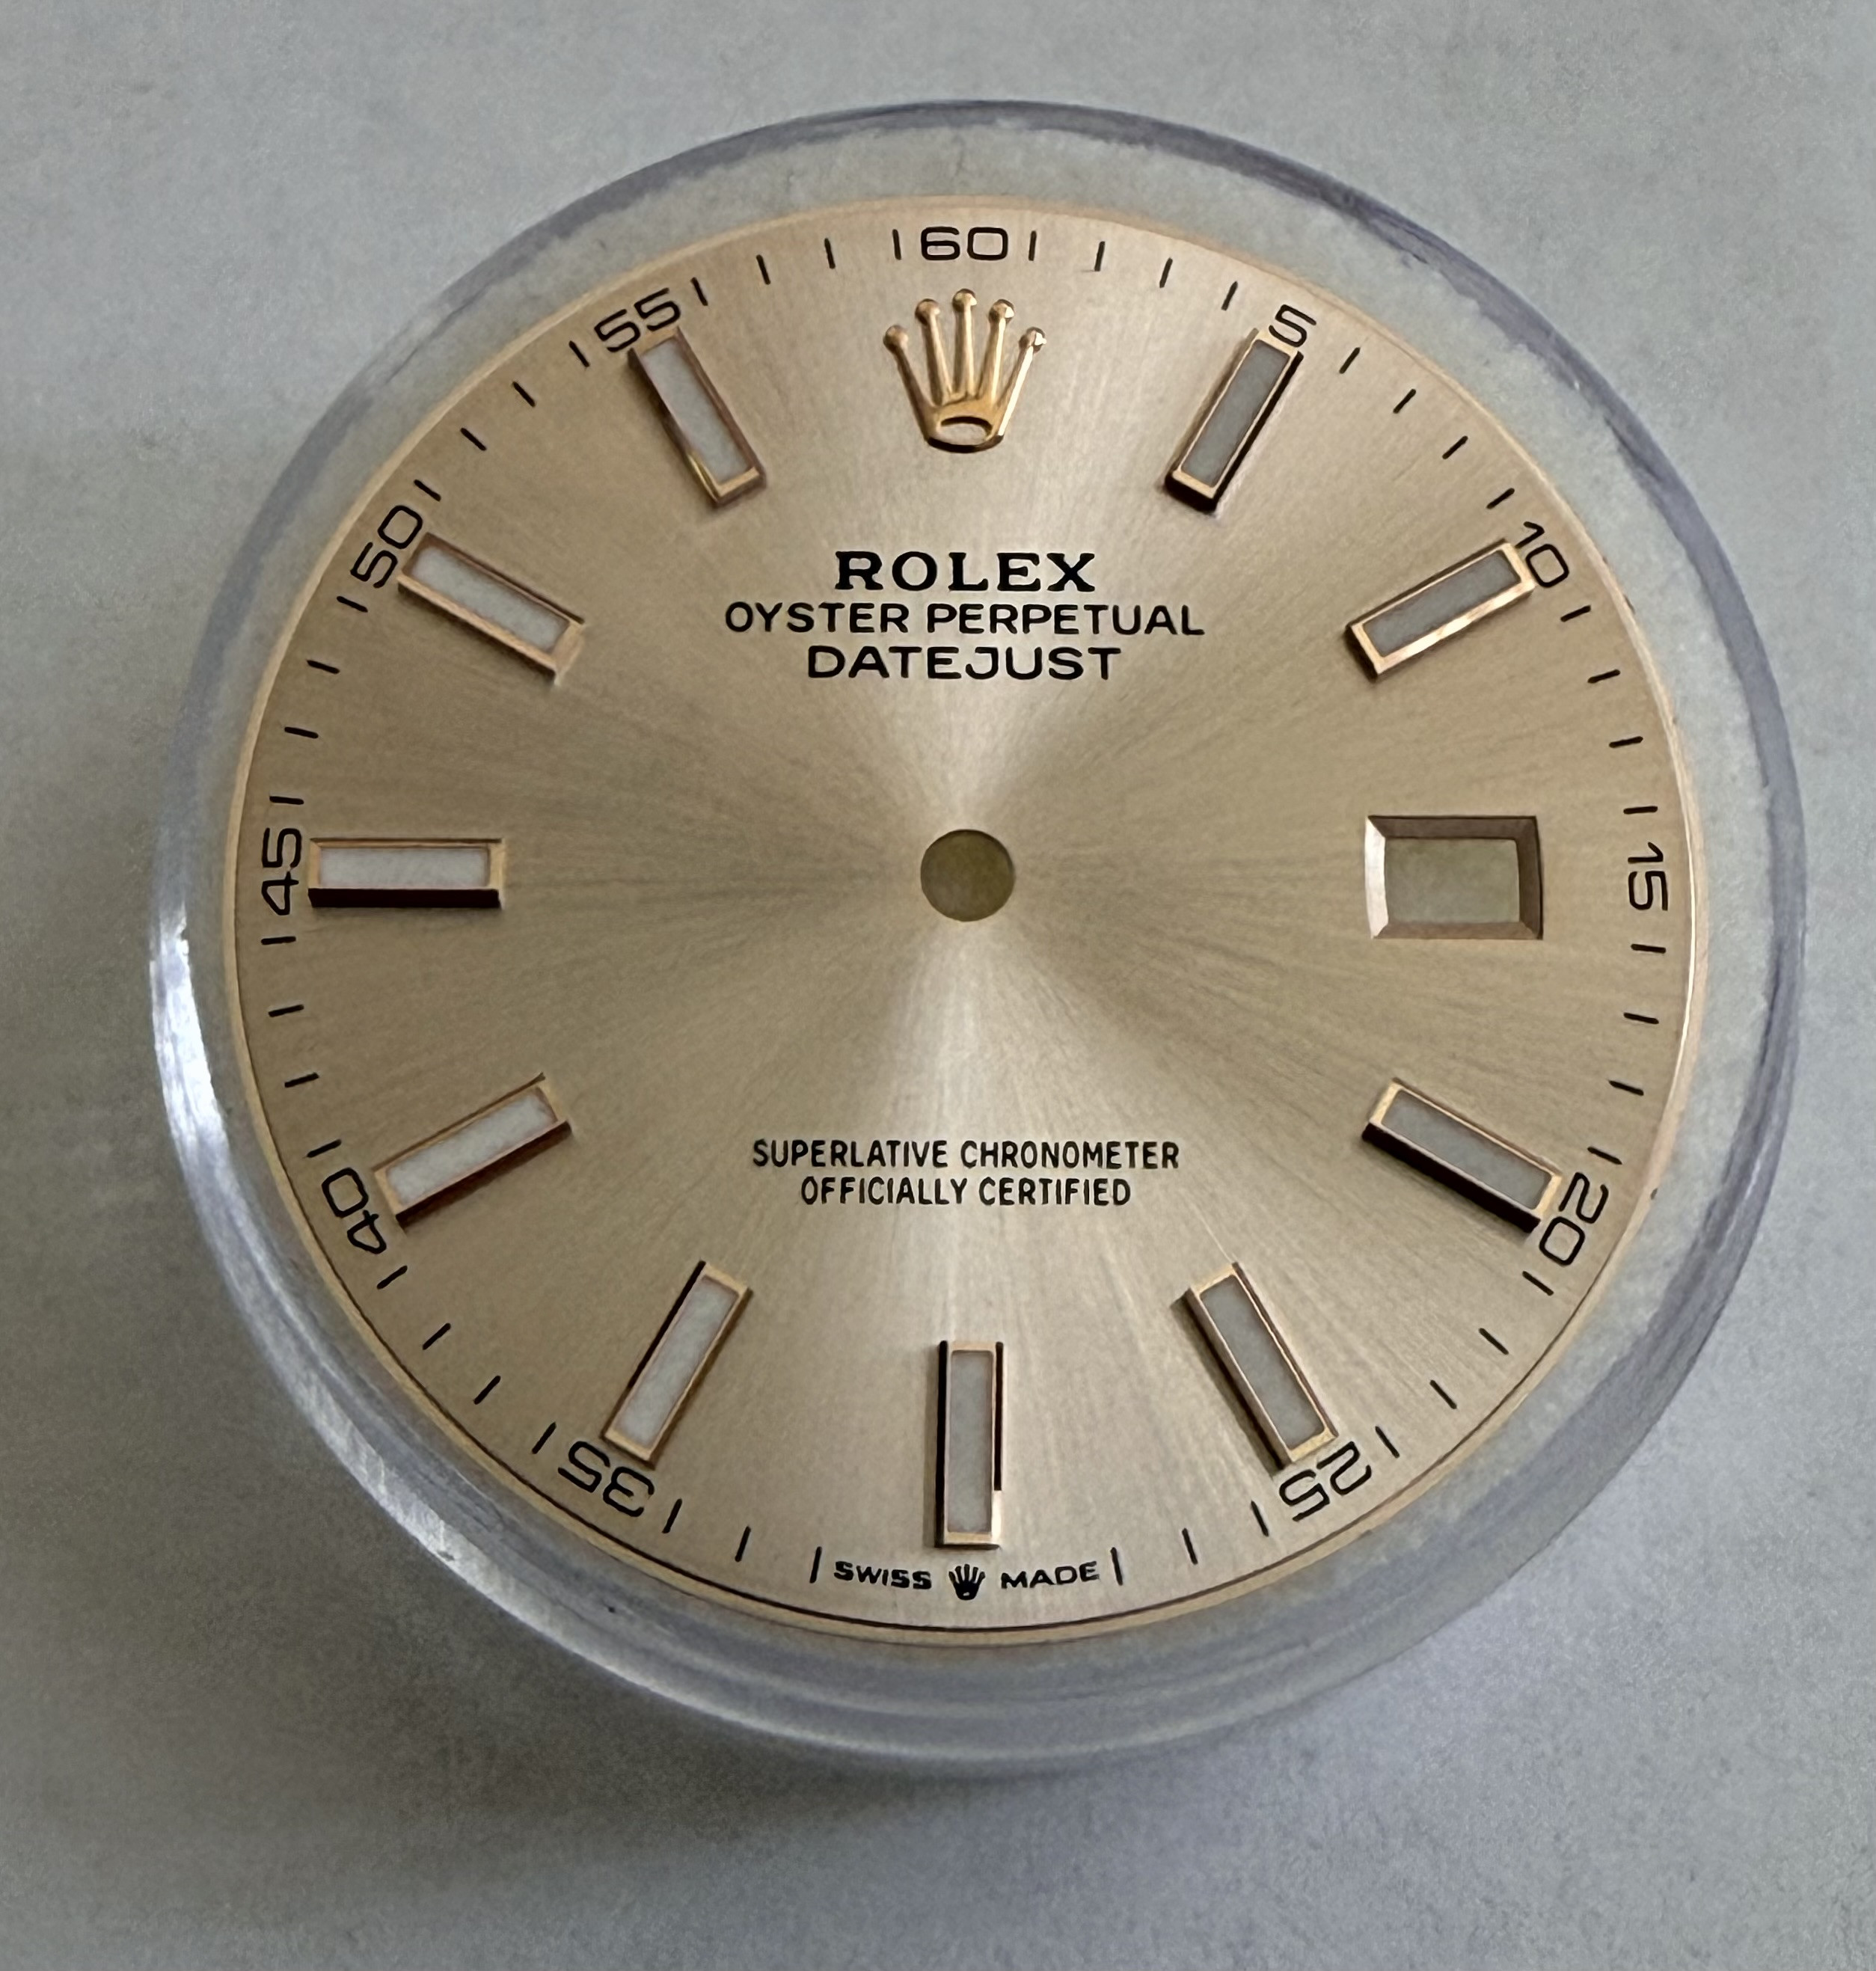 60
5
10
15
20
25
35
40
45
50
55
ROLEX
OYSTER PERPETUAL
DATEJUST
SUPERLATIVE CHRONOMETER
OFFICIALLY CERTIFIED
SWISS MADE